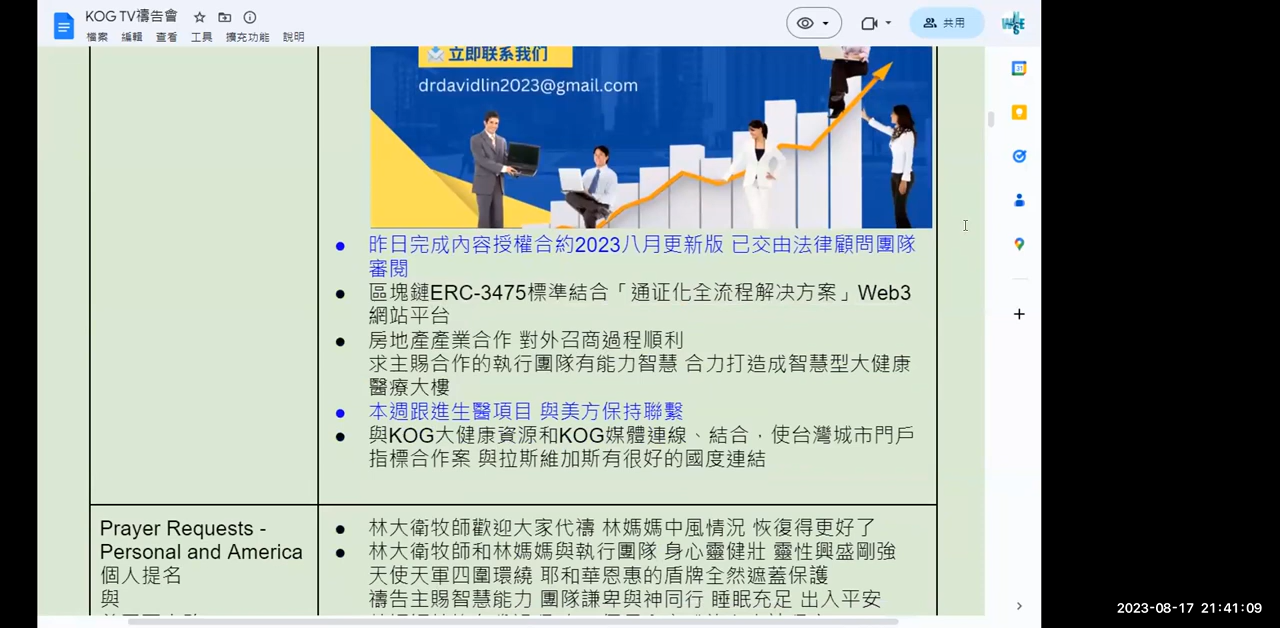 KOG TV禱告會
檔案 編輯 查看 工具 擴充功能 說明
共用
立即联系我们
drdavidlin2023@gmail.com
昨日完成內容授權合約2023八月更新版 已交由法律顧問團隊
審閱
區塊鏈ERC-3475標準結合「通证化全流程解决方案」Web3
網站平台
房地產產業合作 對外召商過程順利
求主賜合作的執行團隊有能力智慧 合力打造成智慧型大健康
醫療大樓
本週跟進生醫項目 與美方保持聯繫
與KOG大健康資源和KOG媒體連線、結合，使台灣城市門戶
指標合作案 與拉斯維加斯有很好的國度連結
Prayer Requests -
Personal and America
個人提名
與
林大衛牧師歡迎大家代禱 林媽媽中風情況 恢復得更好了
林大衛牧師和林媽媽與執行團隊 身心靈健壯 靈性興盛剛強
天使天軍四圍環繞 耶和華恩惠的盾牌全然遮蓋保護
禱告主賜智慧能力 團隊謙卑與神同行 睡眠充足 出入平安
2023-08-17 21:41:09